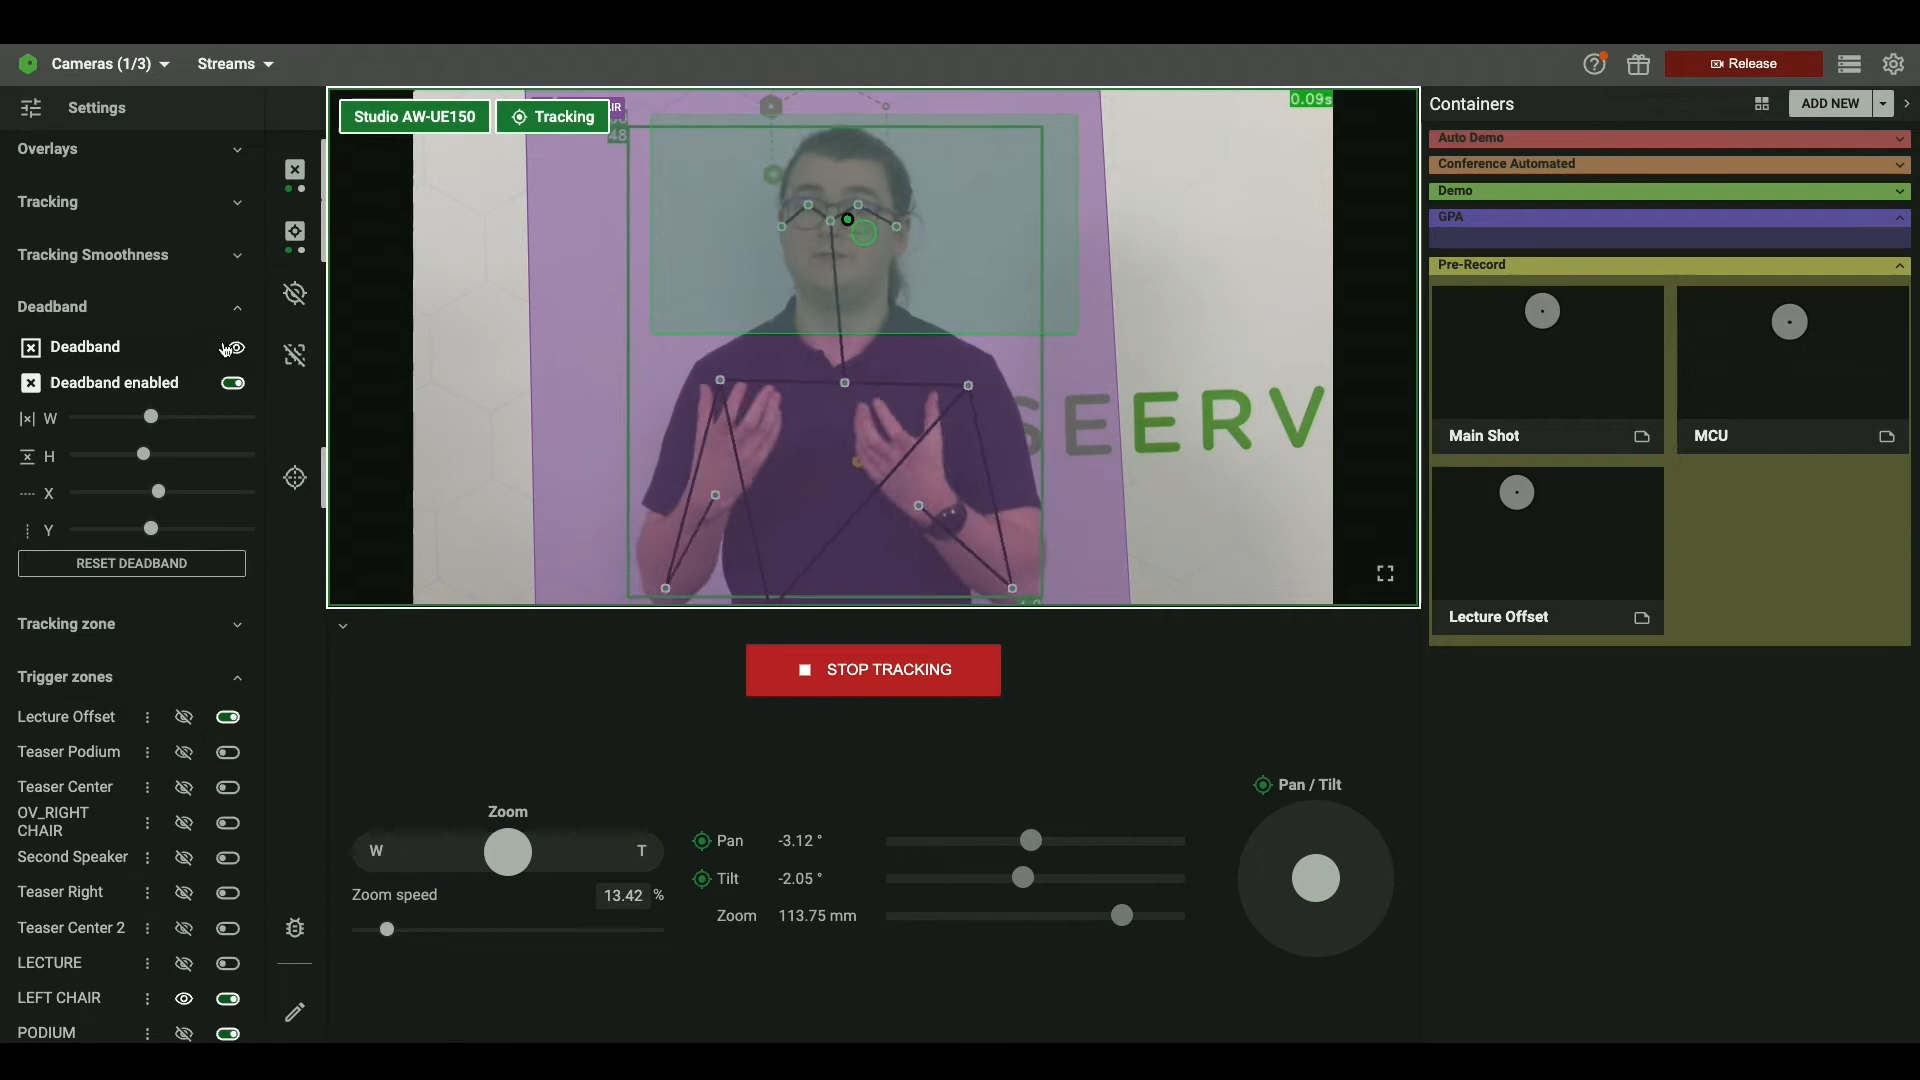 Cameras (1/3)
Streams
Release
Settings
Overlays
Tracking
Tracking Smoothness
Deadband
Deadband
Deadband enabled
W
H
X
Y
RESET DEADBAND
Tracking zone
Trigger zones
Lecture Offset
Teaser Podium
Teaser Center
OV_RIGHT
CHAIR
Second Speaker
Teaser Right
Teaser Center 2
LECTURE
LEFT CHAIR
PODIUM
Studio AW-UE150
Tracking
IR
48
0.09s
SEERV
STOP TRACKING
Zoom
W
T
Zoom speed
13.42 %
Pan -3.12 °
Tilt -2.05 °
Zoom 113.75 mm
Pan / Tilt
Containers
ADD NEW
Auto Demo
Conference Automated
Demo
GPA
Pre-Record
Main Shot
MCU
Lecture Offset